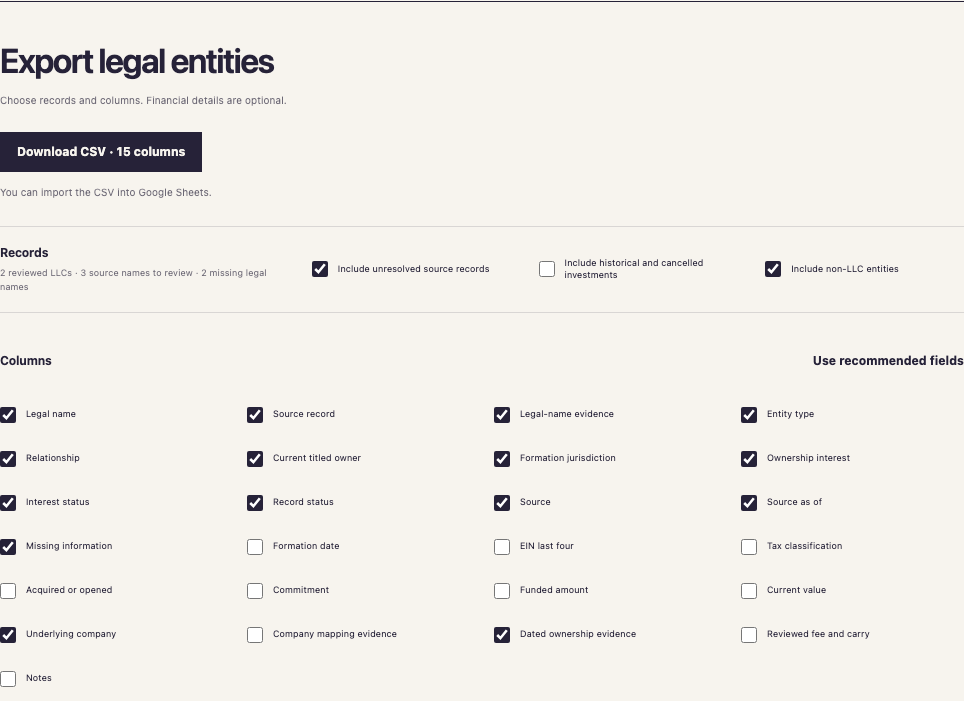 Export legal entities
Choose records and columns. Financial details are optional.
Download CSV · 15 columns
You can import the CSV into Google Sheets.
Records
2 reviewed LLCs · 3 source names to review · 2 missing legal
names
Include unresolved source records
Include historical and cancelled
investments
Include non-LLC entities
Columns
Use recommended fields
Legal name
Source record
Legal-name evidence
Entity type
Relationship
Current titled owner
Formation jurisdiction
Ownership interest
Interest status
Record status
Source
Source as of
Missing information
Formation date
EIN last four
Tax classification
Acquired or opened
Commitment
Funded amount
Current value
Underlying company
Company mapping evidence
Dated ownership evidence
Reviewed fee and carry
Notes